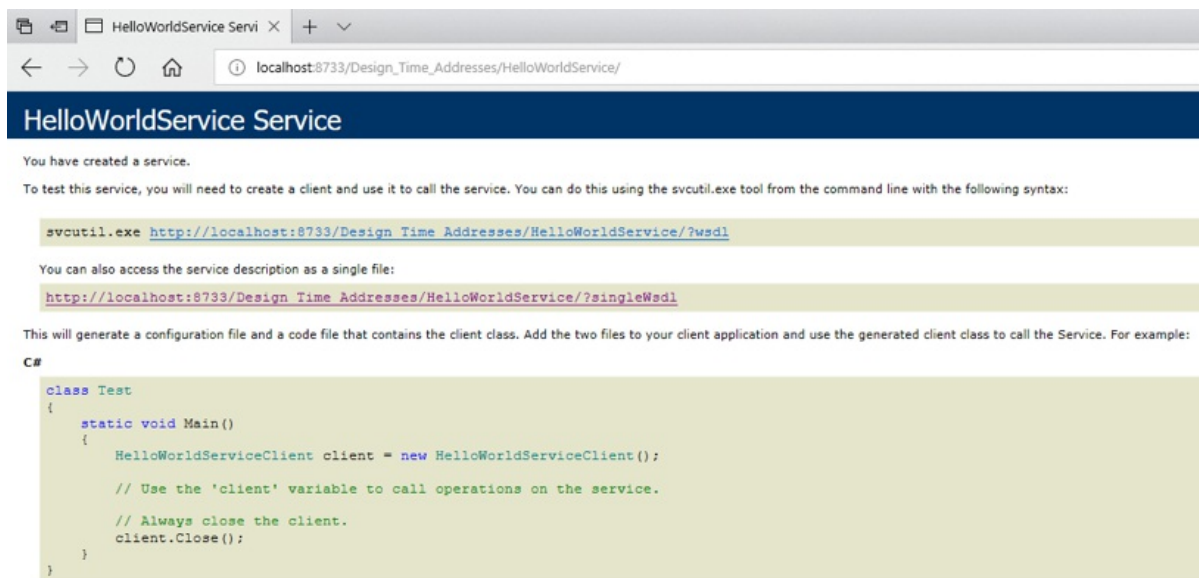 HelloWorldService Servi
localhost:8733/Design_Time_Addresses/HelloWorldService/
HelloWorldService Service
You have created a service.
To test this service, you will need to create a client and use it to call the service. You can do this using the svcutil.exe tool from the command line with the following syntax:
svcutil.exe http://localhost:8733/Design_Time_Addresses/HelloWorldService/?wsdl
You can also access the service description as a single file:
http://localhost:8733/Design_Time_Addresses/HelloWorldService/?singleWsdl
This will generate a configuration file and a code file that contains the client class. Add the two files to your client application and use the generated client class to call the Service. For example:
C#
class Test
{
static void Main()
{
HelloWorldServiceClient client = new HelloWorldServiceClient();
// Use the 'client' variable to call operations on the service.
// Always close the client.
client.Close();
}
}